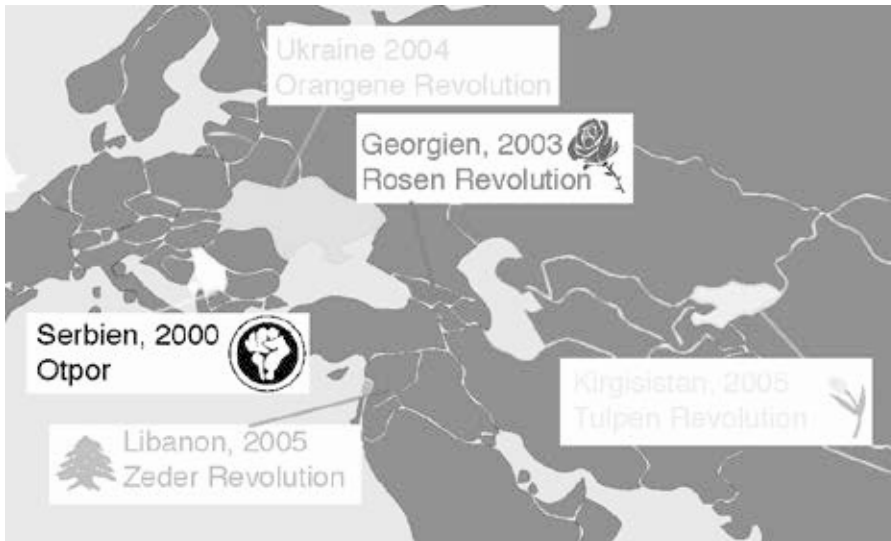 Ukraine 2004
Orangene Revolution
Georgien, 2003
Rosen Revolution
Serbien, 2000
Otpor
Kirgisistan, 2005
Tulpen Revolution
Libanon, 2005
Zeder Revolution